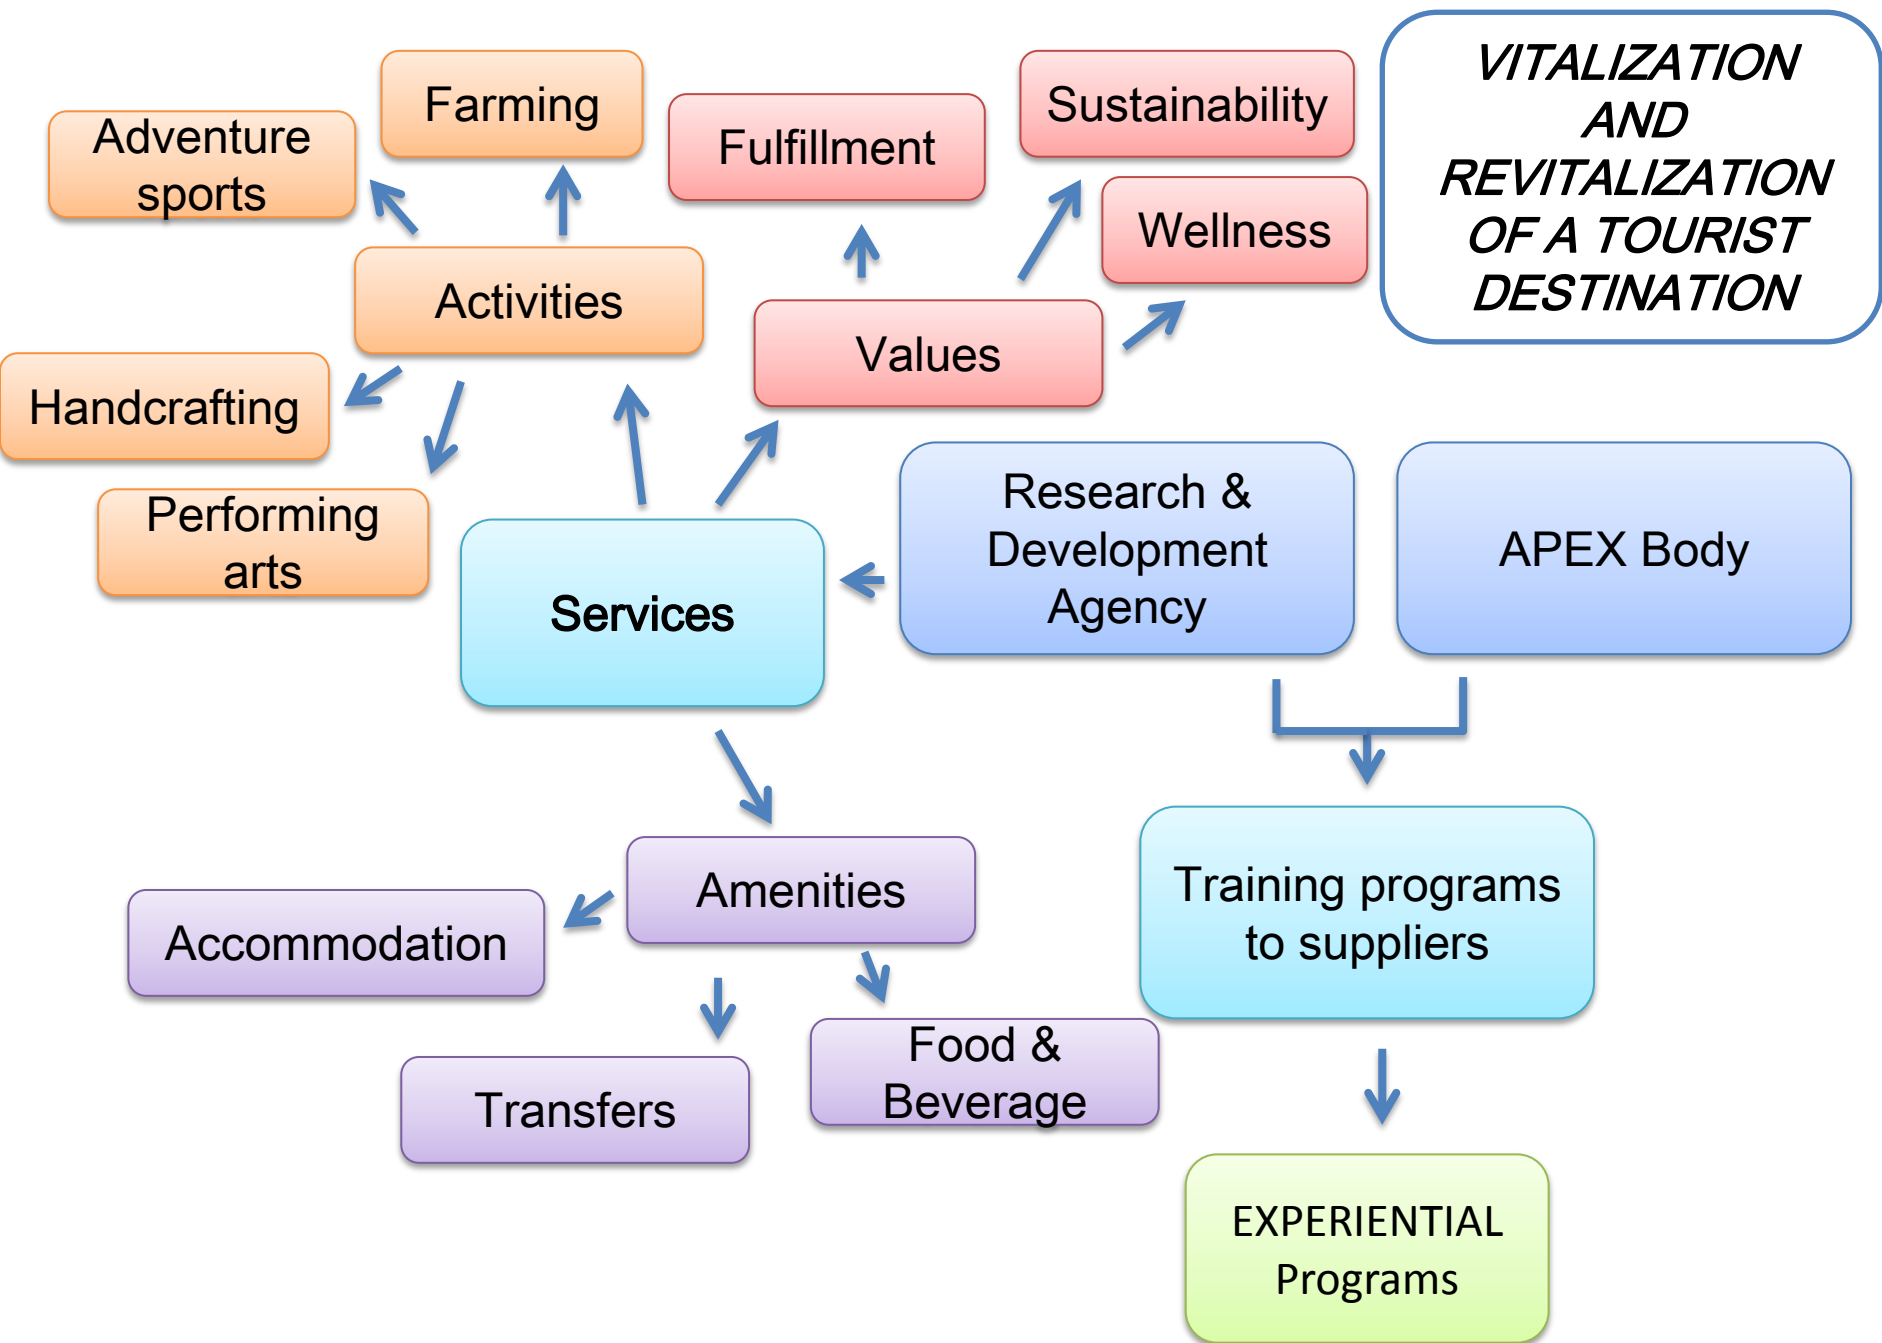 VITALIZATION
AND
REVITALIZATION
OF A TOURIST
DESTINATION
Farming
Adventure
sports
Activities
Handcrafting
Performing
arts
Fulfillment
Sustainability
Wellness
Values
Research &
Development
Agency
APEX Body
Services
Amenities
Accommodation
Transfers
Food &
Beverage
Training programs
to suppliers
EXPERIENTIAL
Programs